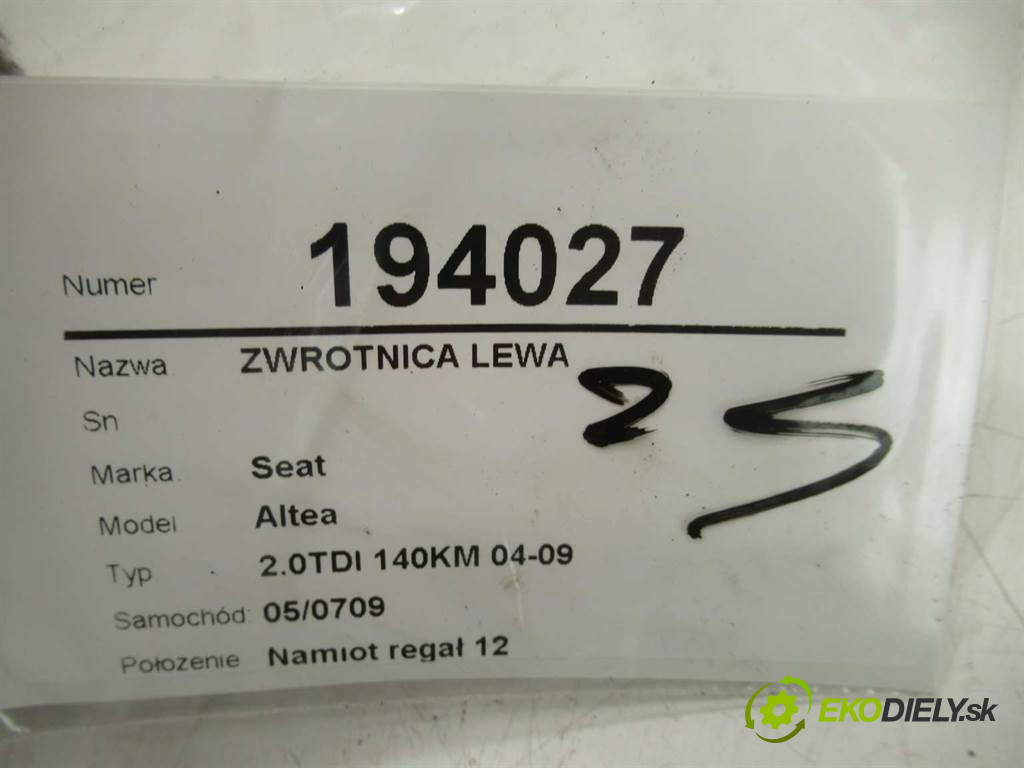 Numer 194027
Nazwa ZWROTNICA LEWA
Sn
25
Marka Seat
Model Altea
Typ 2.0TDI 140KM 04-09
Samochód: 05/0709
Położenie Namiot regał 12
EKODIELY.sk